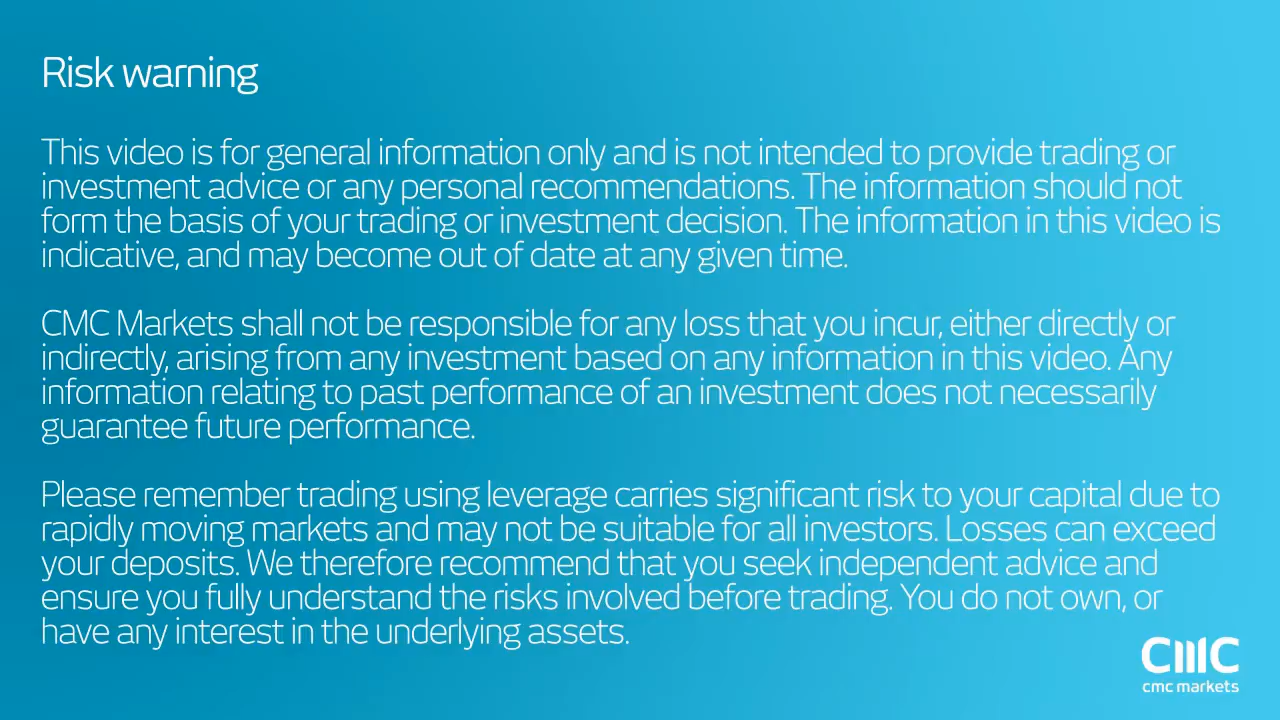 Risk warning
This video is for general information only and is not intended to provide trading or
investment advice or any personal recommendations. The information should not
form the basis of your trading or investment decision. The information in this video is
indicative, and may become out of date at any given time.
CMC Markets shall not be responsible for any loss that you incur, either directly or
indirectly, arising from any investment based on any information in this video. Any
information relating to past performance of an investment does not necessarily
guarantee future performance.
Please remember trading using leverage carries significant risk to your capital due to
rapidly moving markets and may not be suitable for all investors. Losses can exceed
your deposits. We therefore recommend that you seek independent advice and
ensure you fully understand the risks involved before trading. You do not own, or
have any interest in the underlying assets.
CMC
cmc markets